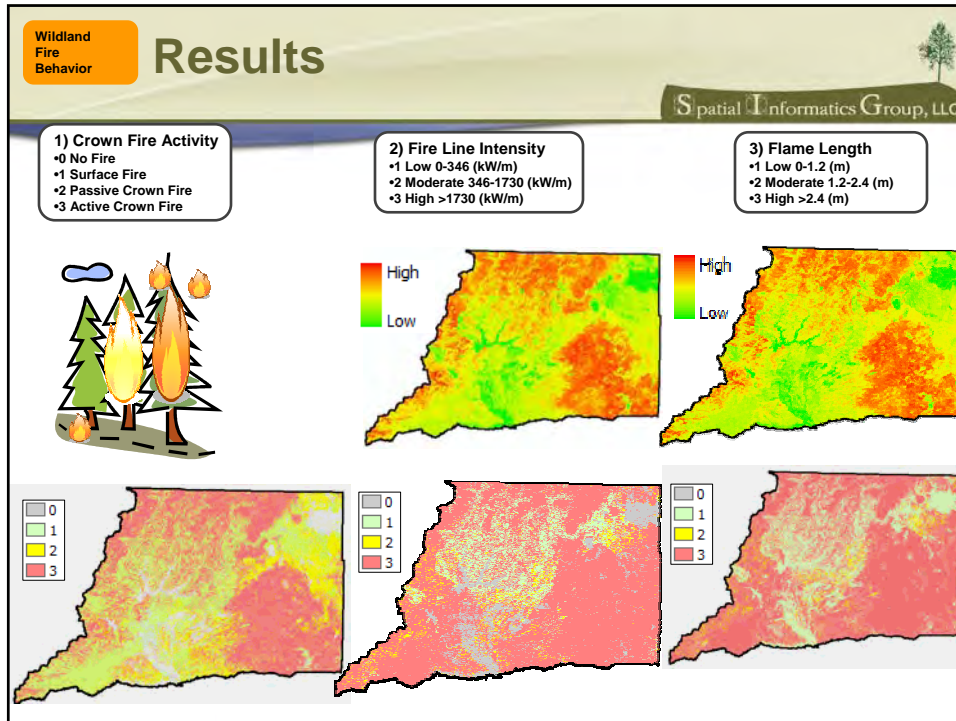 Wildland
Fire
Behavior
Results
Spatial Informatics Group, LLC
1) Crown Fire Activity
•0 No Fire
•1 Surface Fire
•2 Passive Crown Fire
•3 Active Crown Fire
2) Fire Line Intensity
•1 Low 0-346 (kW/m)
•2 Moderate 346-1730 (kW/m)
•3 High >1730 (kW/m)
3) Flame Length
•1 Low 0-1.2 (m)
•2 Moderate 1.2-2.4 (m)
•3 High >2.4 (m)
High
Low
High
Low
0
1
2
3
0
1
2
3
0
1
2
3